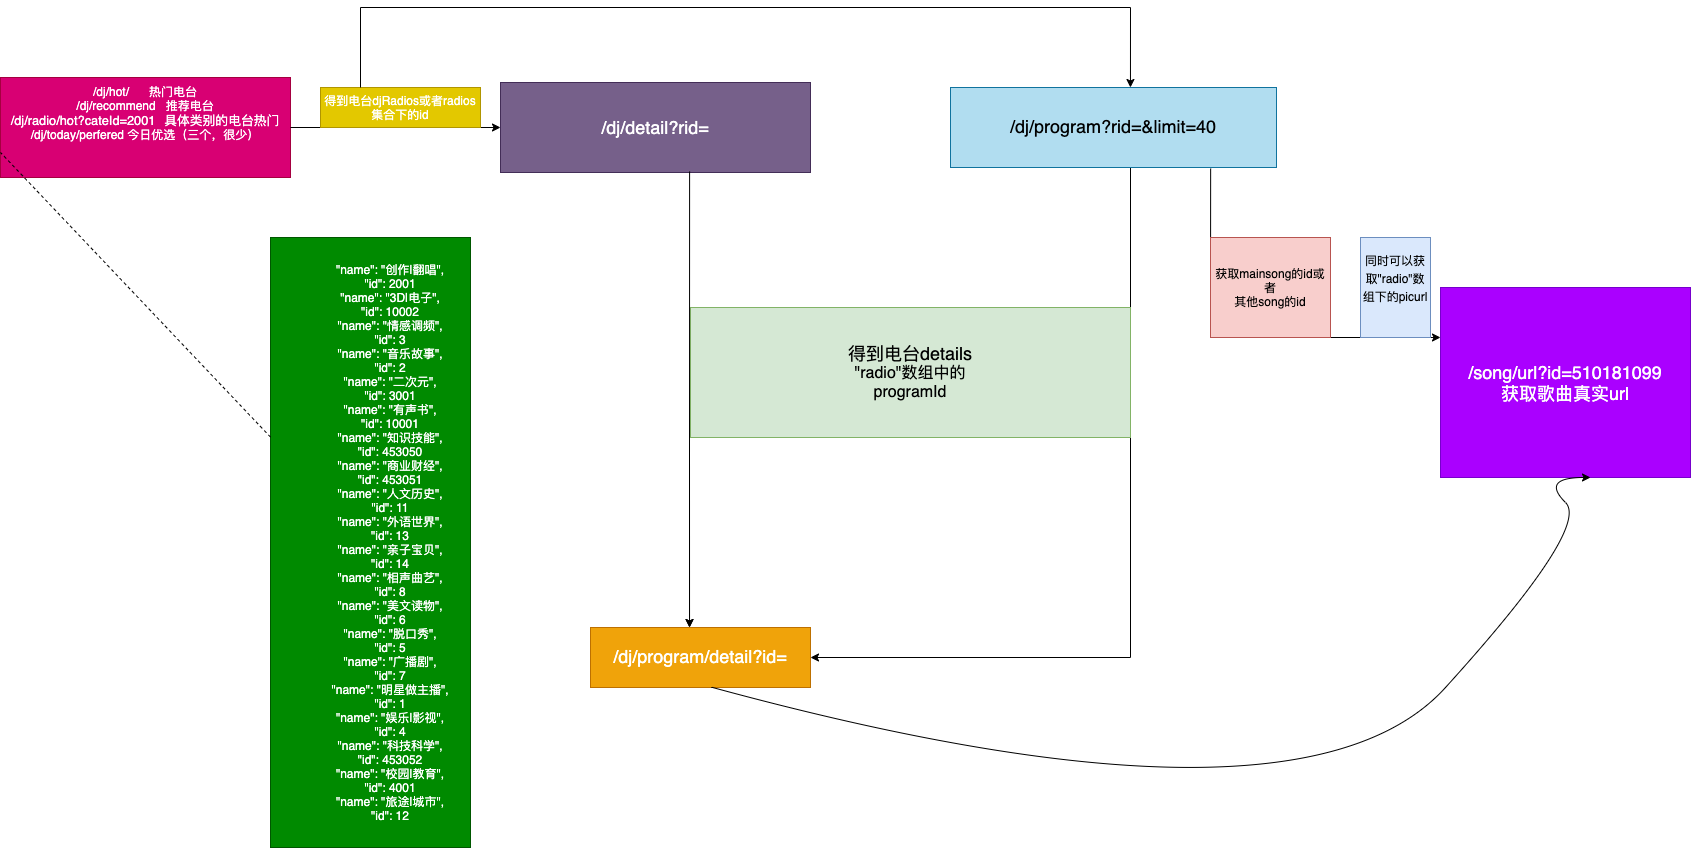 /dj/hot/ 热门电台
/dj/recommend 推荐电台
/dj/radio/hot?cateId=2001 具体类别的电台热门
/dj/today/perfered 今日优选（三个，很少）
得到电台djRadios或者radios
集合下的id
/dj/detail?rid=
/dj/program?rid=&limit=40
"name": "创作|翻唱",
"id": 2001
"name": "3D|电子",
"id": 10002
"name": "情感调频",
"id": 3
"name": "音乐故事",
"id": 2
"name": "二次元",
"id": 3001
"name": "有声书",
"id": 10001
"name": "知识技能",
"id": 453050
"name": "商业财经",
"id": 453051
"name": "人文历史",
"id": 11
"name": "外语世界",
"id": 13
"name": "亲子宝贝",
"id": 14
"name": "相声曲艺",
"id": 8
"name": "美文读物",
"id": 6
"name": "脱口秀",
"id": 5
"name": "广播剧",
"id": 7
"name": "明星做主播",
"id": 1
"name": "娱乐|影视",
"id": 4
"name": "科技科学",
"id": 453052
"name": "校园|教育",
"id": 4001
"name": "旅途|城市",
"id": 12
得到电台details
"radio"数组中的
programId
获取mainsong的id或
者
其他song的id
同时可以获
取"radio"数
组下的picurl
/song/url?id=510181099
获取歌曲真实url
/dj/program/detail?id=